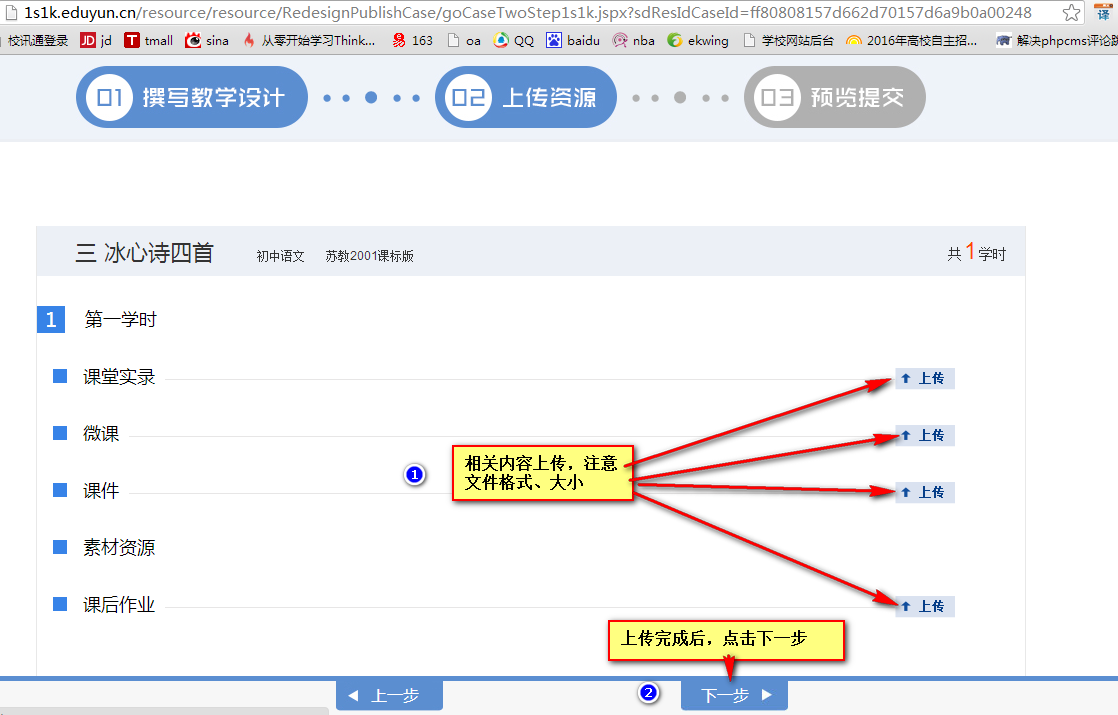 1s1k.eduyun.cn/resource/resource/RedesignPublishCase/goCaseTwoStep1s1k.jspx?sdResIdCaseId=ff80808157d662d70157d6a9b0a00248
译
校讯通登录 JD jd T tmall sina 从零开始学习Think... 163 oa QQ baidu nba ekwing 学校网站后台 2016年高校自主招... 解决phpcms评论
01 撰写教学设计 02 上传资源 03 预览提交
三 冰心诗四首 初中语文 苏教2001课标版 共1学时
1 第一学时
课堂实录 上传
微课 上传
1 相关内容上传，注意
文件格式、大小
课件 上传
素材资源
课后作业 上传
上传完成后，点击下一步
上一步 2 下一步